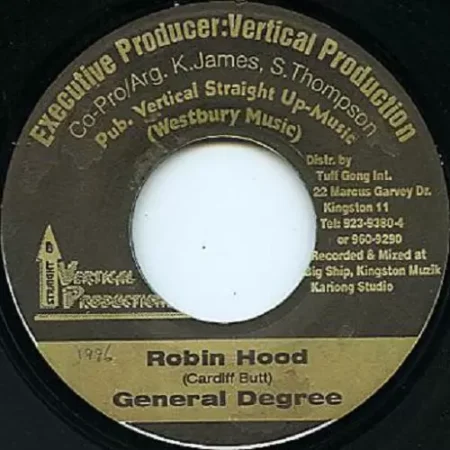 Executive Producer:Vertical Production
Co-Pro/Arg. K.James, S.Thompson
Pub. Vertical Straight Up-Music
(Westbury Music)
Distr. by
Tuff Gong Int.
22 Marcus Garvey Dr.
Kingston 11
Tel: 923-9380-4
or 960-9290
Recorded & Mixed at
Big Ship, Kingston Muzik
Kariong Studio
STRAIGHT UP
VERTICAL
PRODUCTION
1996
Robin Hood
(Cardiff Butt)
General Degree